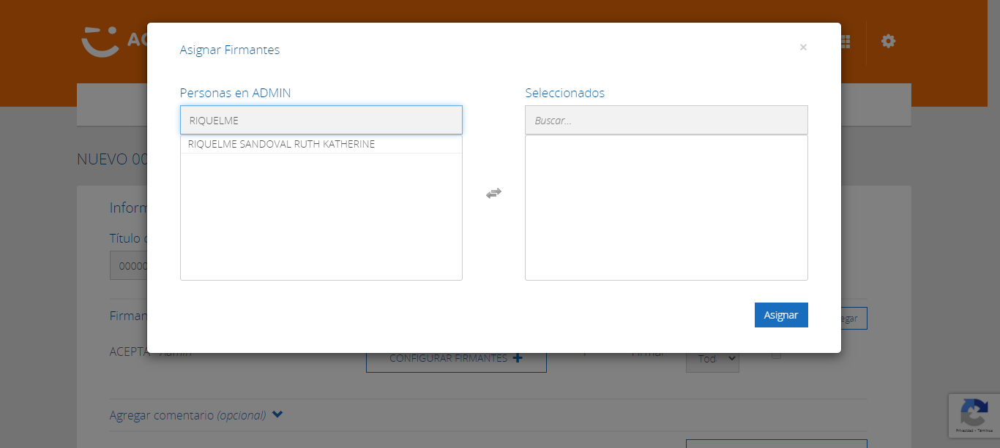 AC
Asignar Firmantes
×
Personas en ADMIN
Seleccionados
RIQUELME
Buscar...
RIQUELME SANDOVAL RUTH KATHERINE
NUEVO 00
Inform
Título
00000
Asignar
Firman
egar
ACEPTA - Admin
CONFIGURAR FIRMANTES
Firmar
Tod
Agregar comentario (opcional)
Privacidad - Términos